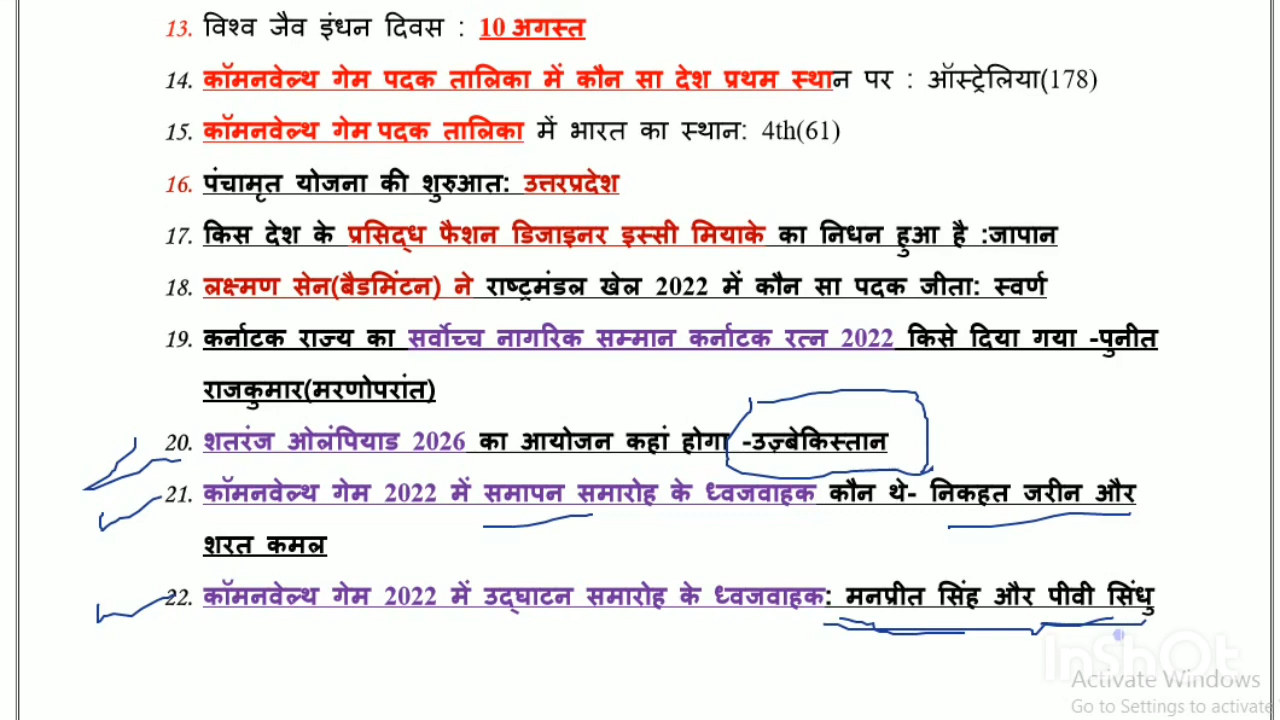 13. विश्व जैव इंधन दिवस : 10 अगस्त
14. कॉमनवेल्थ गेम पदक तालिका में कौन सा देश प्रथम स्थान पर : ऑस्ट्रेलिया(178)
15. कॉमनवेल्थ गेम पदक तालिका में भारत का स्थान: 4th(61)
16. पंचामृत योजना की शुरुआत: उत्तरप्रदेश
17. किस देश के प्रसिद्ध फैशन डिजाइनर इस्सी मियाके का निधन हुआ है :जापान
18. लक्ष्मण सेन(बैडमिंटन) ने राष्ट्रमंडल खेल 2022 में कौन सा पदक जीता: स्वर्ण
19. कर्नाटक राज्य का सर्वोच्च नागरिक सम्मान कर्नाटक रत्न 2022 किसे दिया गया -पुनीत
राजकुमार(मरणोपरांत)
20. शतरंज ओलंपियाड 2026 का आयोजन कहां होगा -उज़्बेकिस्तान
21. कॉमनवेल्थ गेम 2022 में समापन समारोह के ध्वजवाहक कौन थे- निकहत जरीन और
शरत कमल
22. कॉमनवेल्थ गेम 2022 में उद्घाटन समारोह के ध्वजवाहक: मनप्रीत सिंह और पीवी सिंधु
InShOt
Activate Windows
Go to Settings to activate